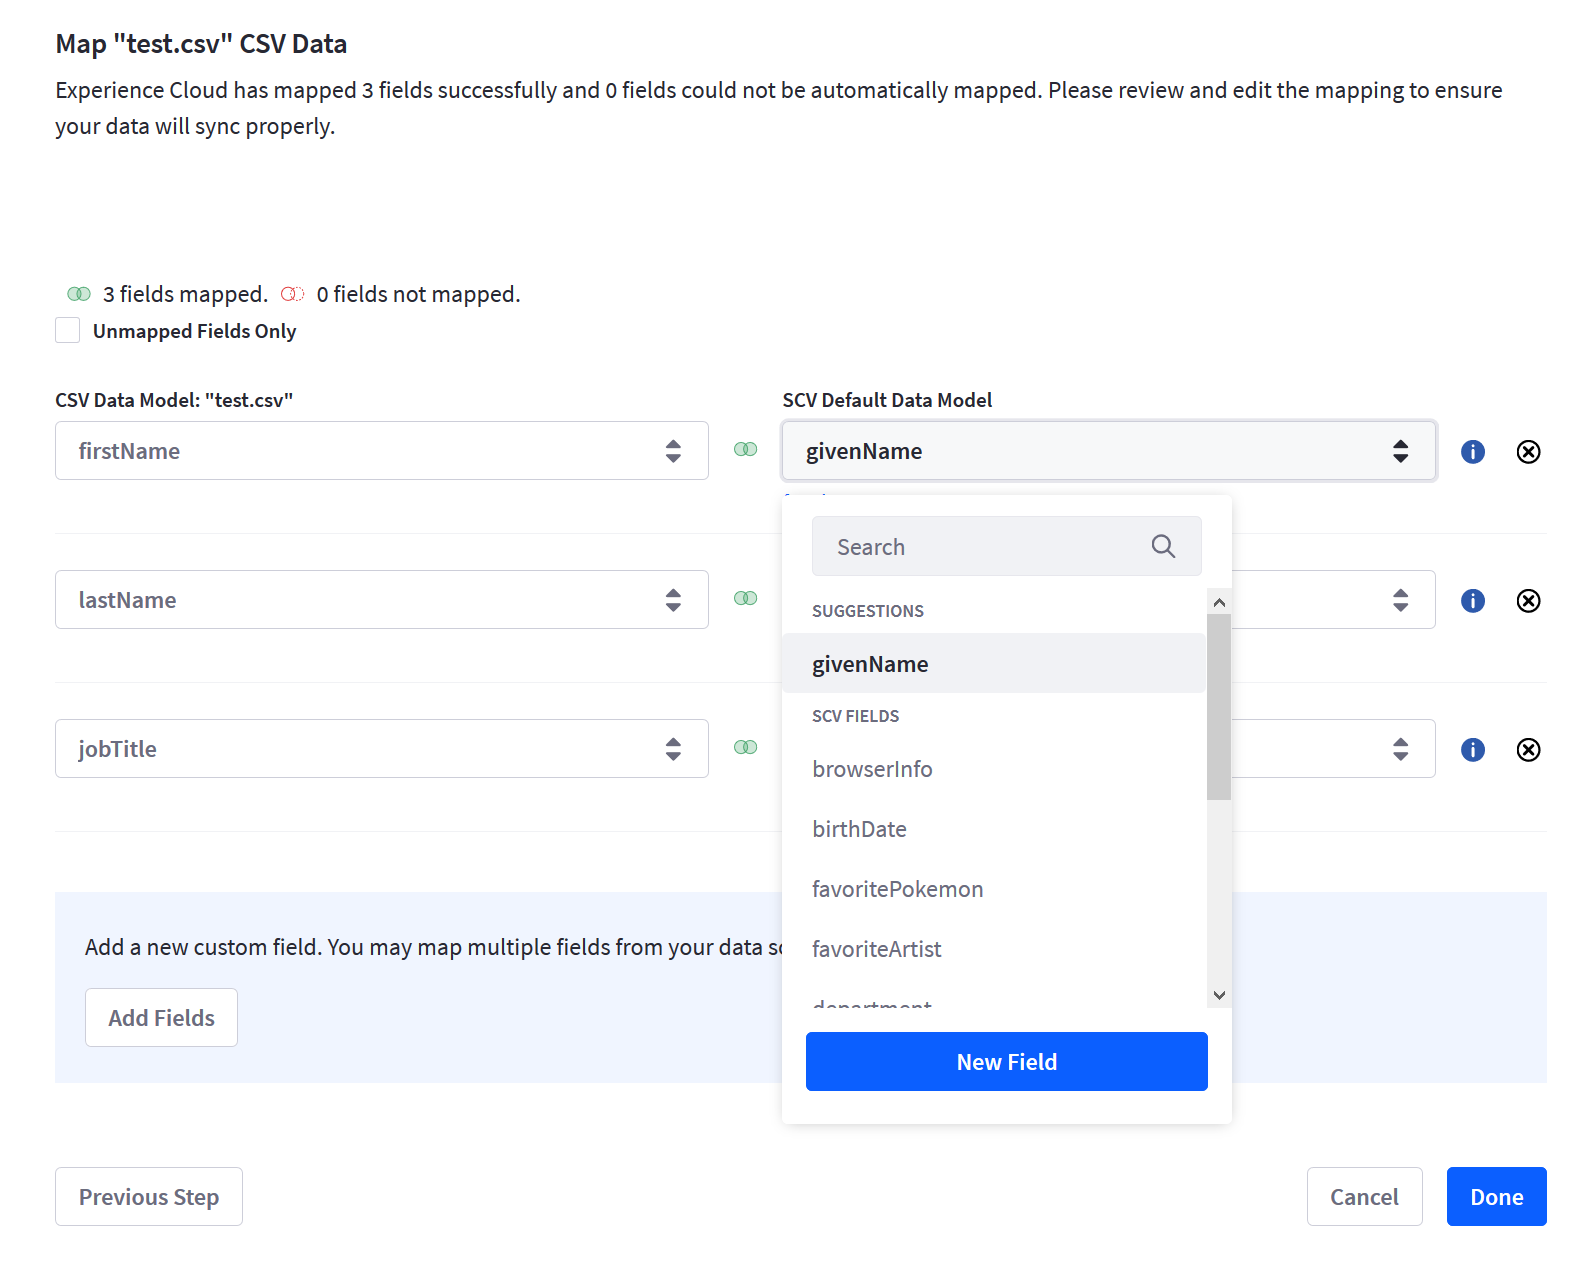 Map "test.csv" CSV Data
Experience Cloud has mapped 3 fields successfully and 0 fields could not be automatically mapped. Please review and edit the mapping to ensure
your data will sync properly.
3 fields mapped. 0 fields not mapped.
Unmapped Fields Only
CSV Data Model: "test.csv"
SCV Default Data Model
firstName
givenName
Search
lastName
SUGGESTIONS
givenName
SCV FIELDS
jobTitle
browserInfo
birthDate
favoritePokemon
Add a new custom field. You may map multiple fields from your data
favoriteArtist
department
Add Fields
New Field
Previous Step
Cancel
Done